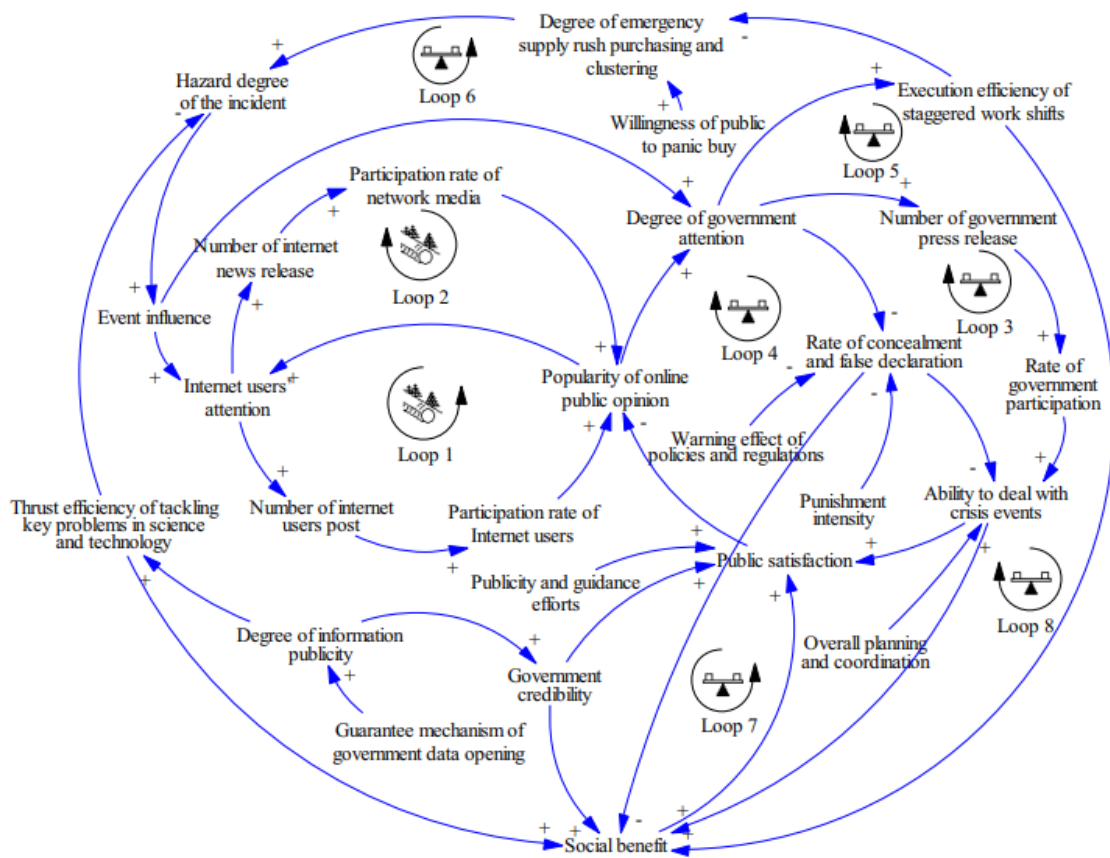 Degree of emergency
supply rush purchasing and
clustering
+
-
Hazard degree
of the incident
-
Loop 6
+
Execution efficiency of
staggered work shifts
+
Willingness of public
to panic buy
Loop 5
Participation rate of
network media
+
+
+
Degree of government
attention
+
Number of government
press release
Number of internet
news release
+
Loop 2
+
Event influence
Loop 4
-
Loop 3
+
Rate of concealment
and false declaration
-
-
Rate of
government
participation
+
+
Internet users'
attention
+
Popularity of online
public opinion
+
-
Loop 1
Warning effect of
policies and regulations
+
-
+
Thrust efficiency of tackling
key problems in science
and technology
+
Number of internet
users post
Participation rate of
Internet users
+
Punishment
intensity
Ability to deal with
crisis events
+
+
+
Public satisfaction
+
+
Publicity and guidance
efforts
Loop 8
Degree of information
publicity
+
+
Government
credibility
Overall planning
and coordination
Loop 7
Guarantee mechanism of
government data opening
+
+
-
+
+
Social benefit